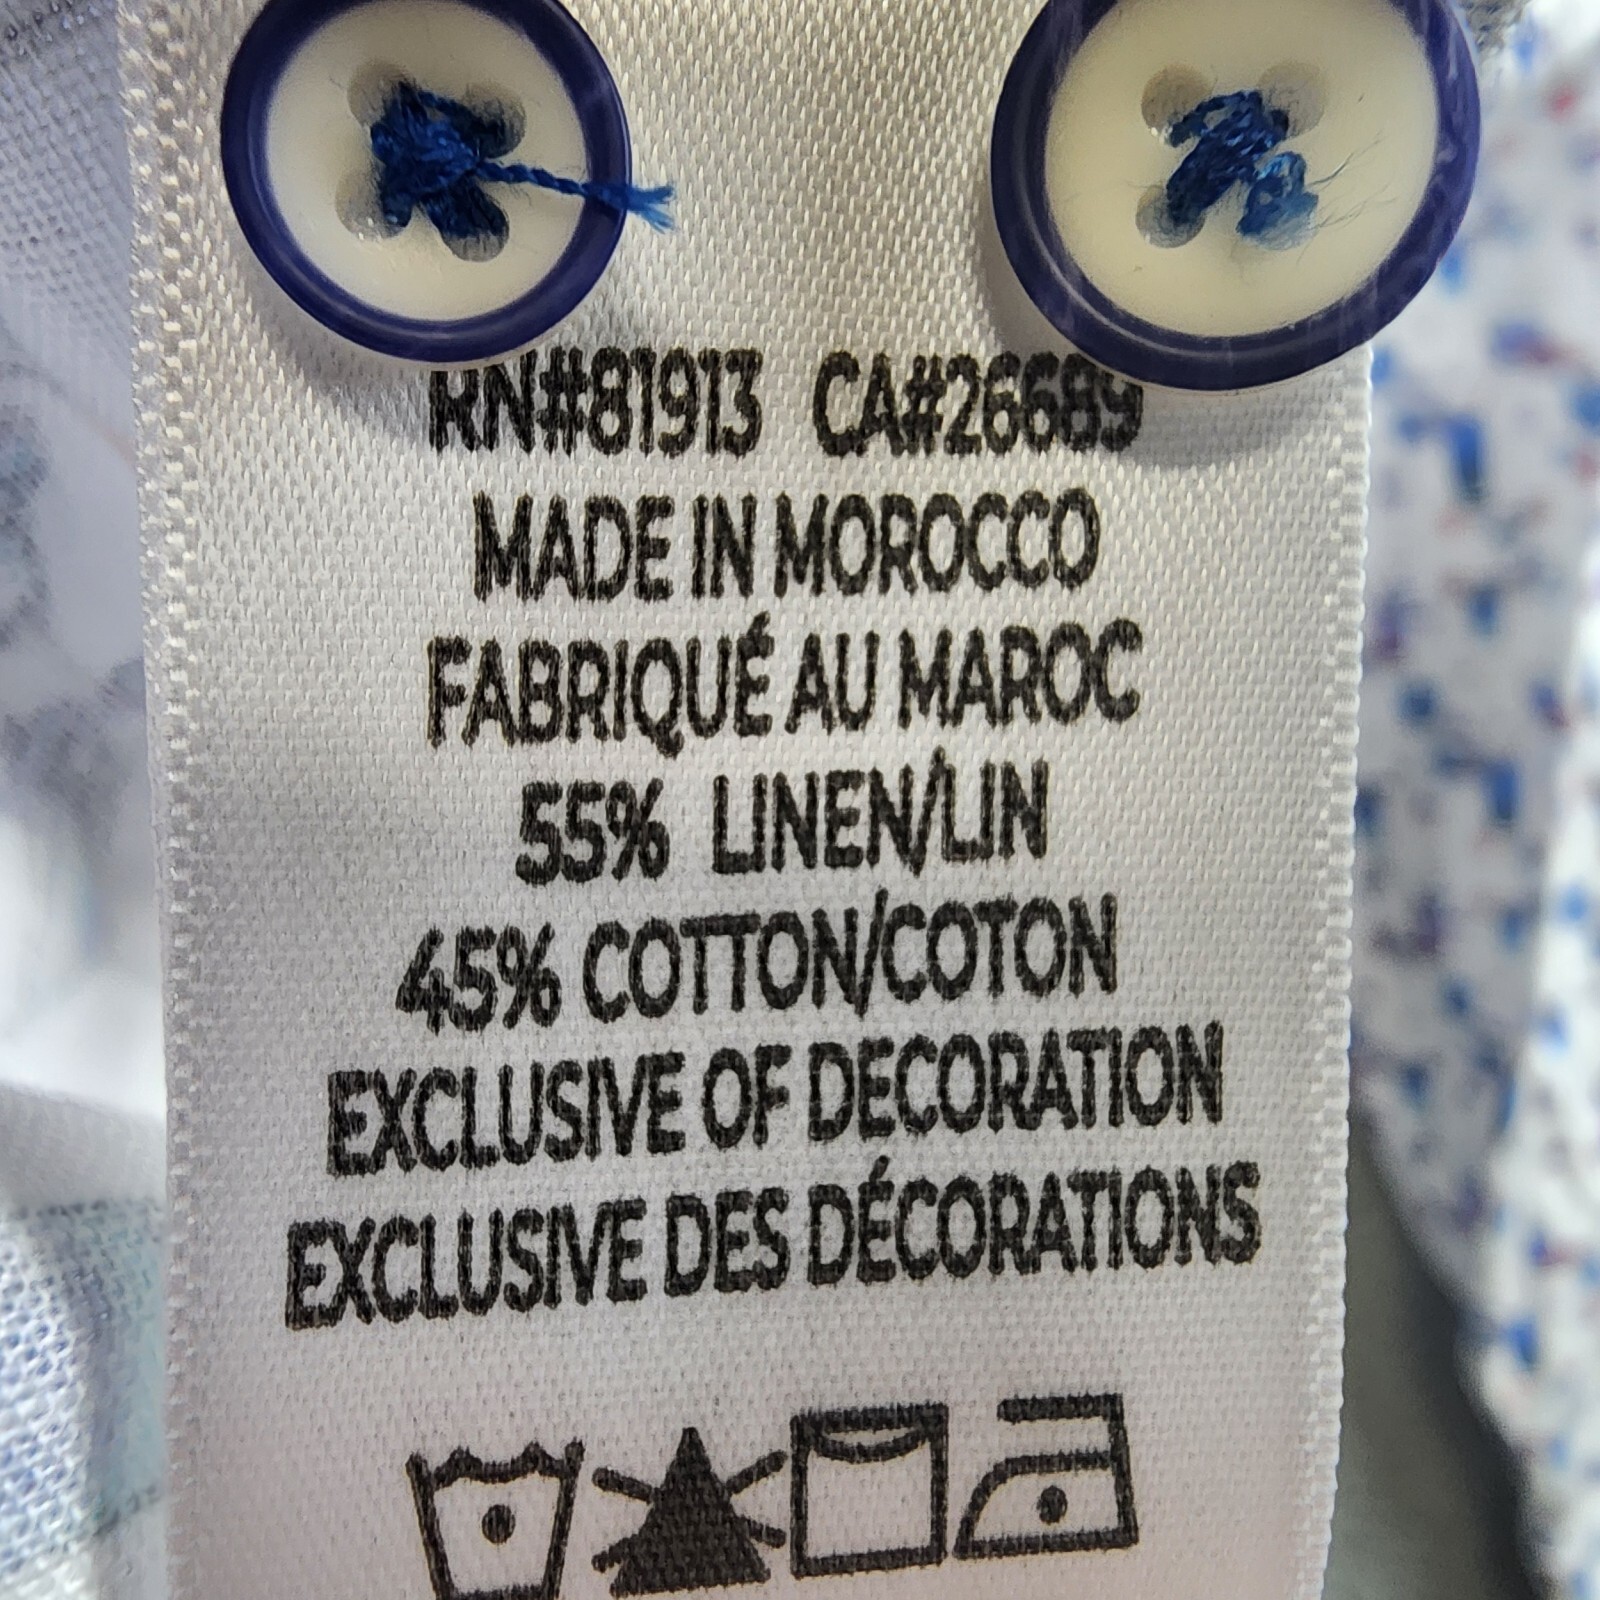 RN#81913 CA#26689
MADE IN MOROCCO
FABRIQUÉ AU MAROC
55% LINEN/LIN
45% COTTON/COTON
EXCLUSIVE OF DECORATION
EXCLUSIVE DES DÉCORATIONS